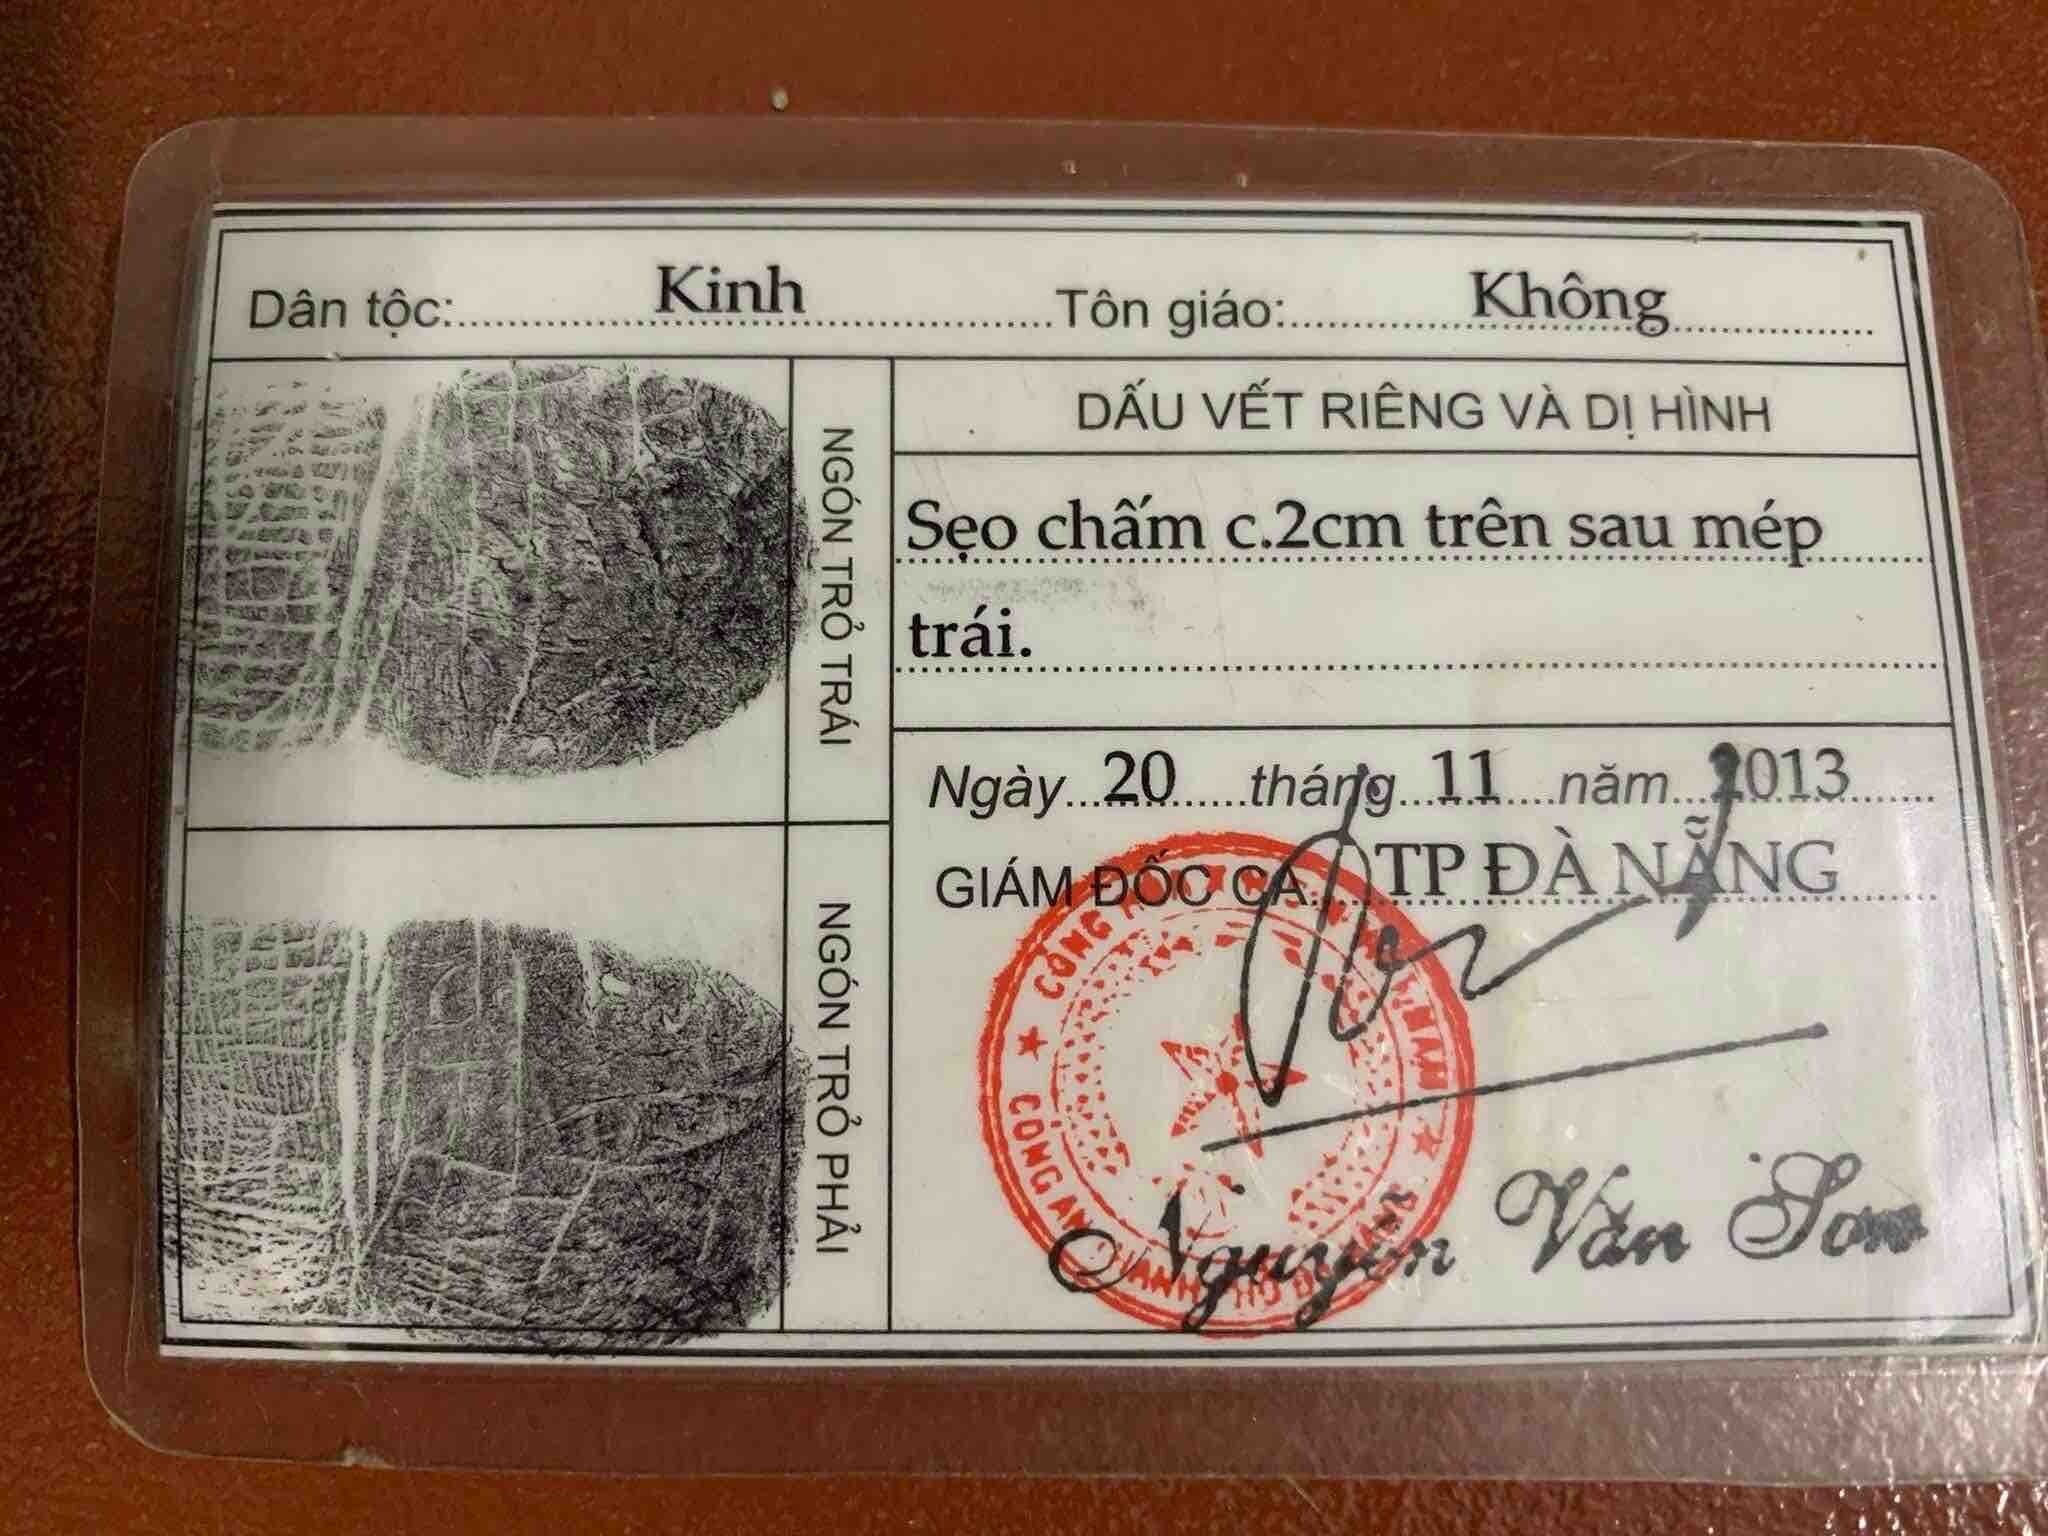 Dân tộc: Kinh Tôn giáo: Không
NGÓN TRỎ TRÁI
DẤU VẾT RIÊNG VÀ DỊ HÌNH
Sẹo chấm c.2cm trên sau mép
trái.
NGÓN TRỎ PHẢI
Ngày 20 tháng 11 năm 2013
GIÁM ĐỐC CA TP ĐÀ NẴNG
CÔNG AN
Nguyễn Văn Sơn